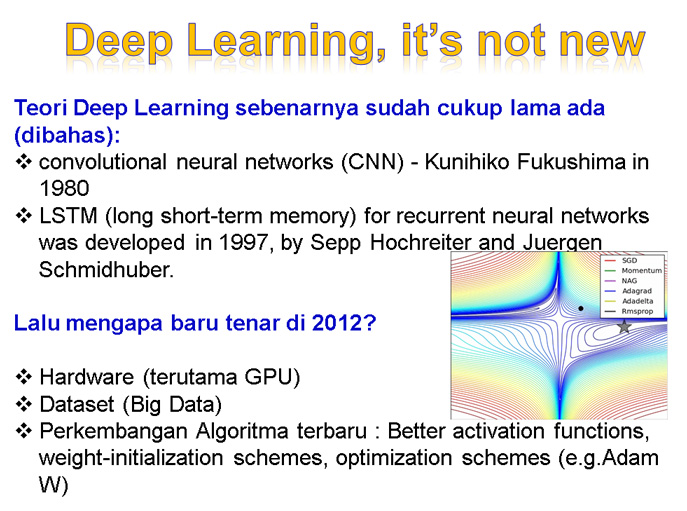 Deep Learning, it's not new
Teori Deep Learning sebenarnya sudah cukup lama ada
(dibahas):
❖ convolutional neural networks (CNN) - Kunihiko Fukushima in
1980
❖ LSTM (long short-term memory) for recurrent neural networks
was developed in 1997, by Sepp Hochreiter and Juergen
Schmidhuber.
SGD
Momentum
NAG
Adagrad
Adadelta
Rmsprop
Lalu mengapa baru tenar di 2012?
❖ Hardware (terutama GPU)
❖ Dataset (Big Data)
❖ Perkembangan Algoritma terbaru : Better activation functions,
weight-initialization schemes, optimization schemes (e.g.Adam
W)